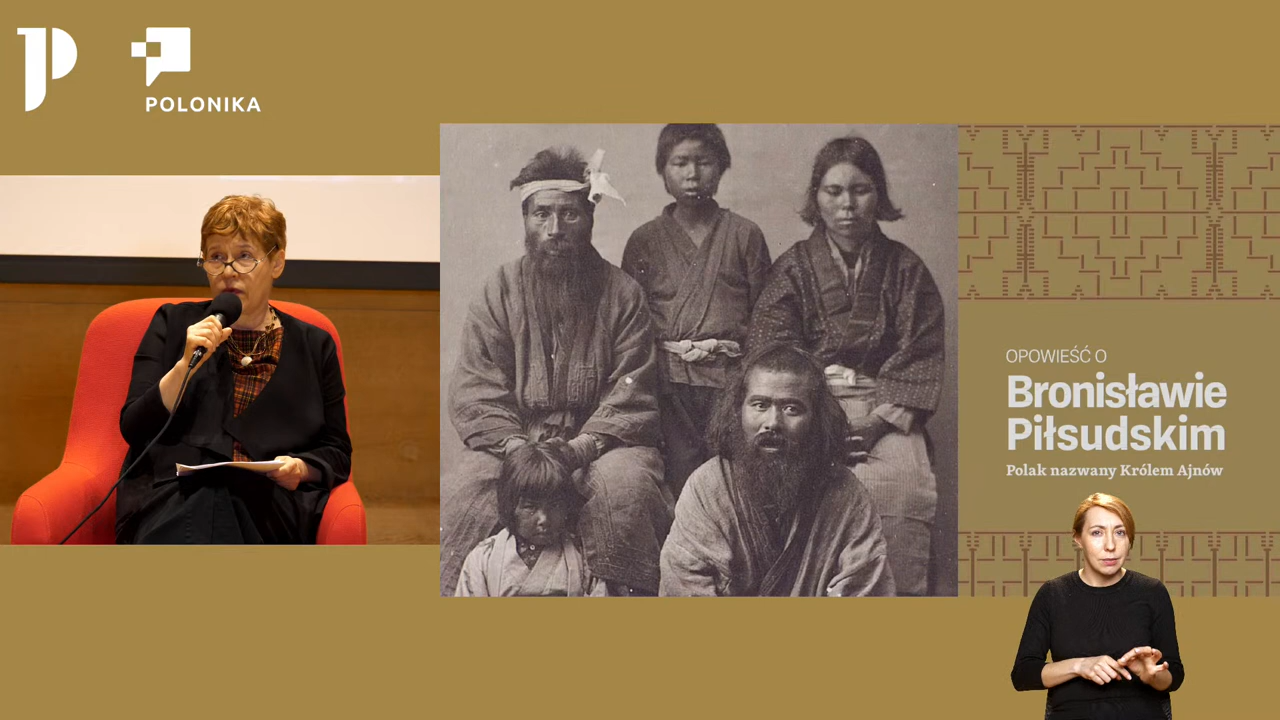 POLONIKA
OPOWIEŚĆ O
Bronisławie
Piłsudskim
Polak nazwany Królem Ajnów